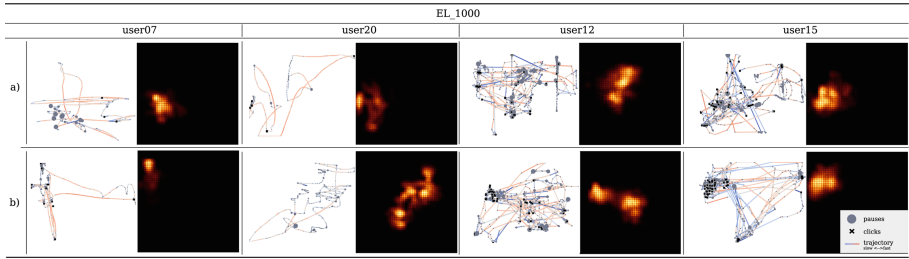 EL_1000
user07 user20 user12 user15
a)
b)
pauses
clicks
trajectory
slow <-->fast